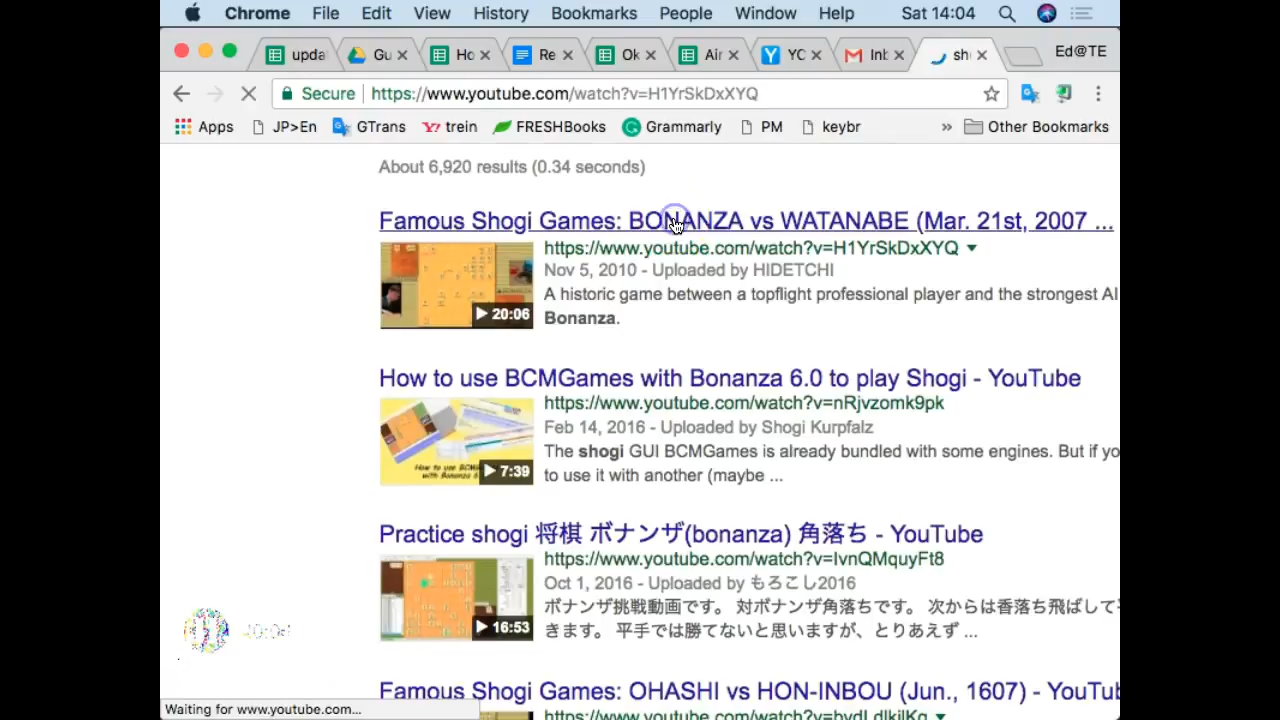 Chrome File Edit View History Bookmarks People Window Help Sat 14:04
upda Gu Ho Re Ok Air YC Inb sh Ed@TE
Secure https://www.youtube.com/watch?v=H1YrSkDxXYQ
Apps JP>En GTrans trein FRESHBooks Grammarly PM keybr » Other Bookmarks
About 6,920 results (0.34 seconds)
Famous Shogi Games: BONANZA vs WATANABE (Mar. 21st, 2007 ...
https://www.youtube.com/watch?v=H1YrSkDxXYQ
Nov 5, 2010 - Uploaded by HIDETCHI
A historic game between a topflight professional player and the strongest AI
Bonanza.
20:06
How to use BCMGames with Bonanza 6.0 to play Shogi - YouTube
https://www.youtube.com/watch?v=nRjvzomk9pk
Feb 14, 2016 - Uploaded by Shogi Kurpfalz
The shogi GUI BCMGames is already bundled with some engines. But if yo
to use it with another (maybe ...
How to use BCM
with Bonanza 6.
7:39
Practice shogi 将棋 ボナンザ(bonanza) 角落ち - YouTube
https://www.youtube.com/watch?v=IvnQMquyFt8
Oct 1, 2016 - Uploaded by もろこし2016
ボナンザ挑戦動画です。 対ボナンザ角落ちです。 次からは香落ち飛ばして
きます。 平手では勝てないと思いますが、とりあえず ...
16:53
Famous Shogi Games: OHASHI vs HON-INBOU (Jun., 1607) - YouTu
Waiting for www.youtube.com...